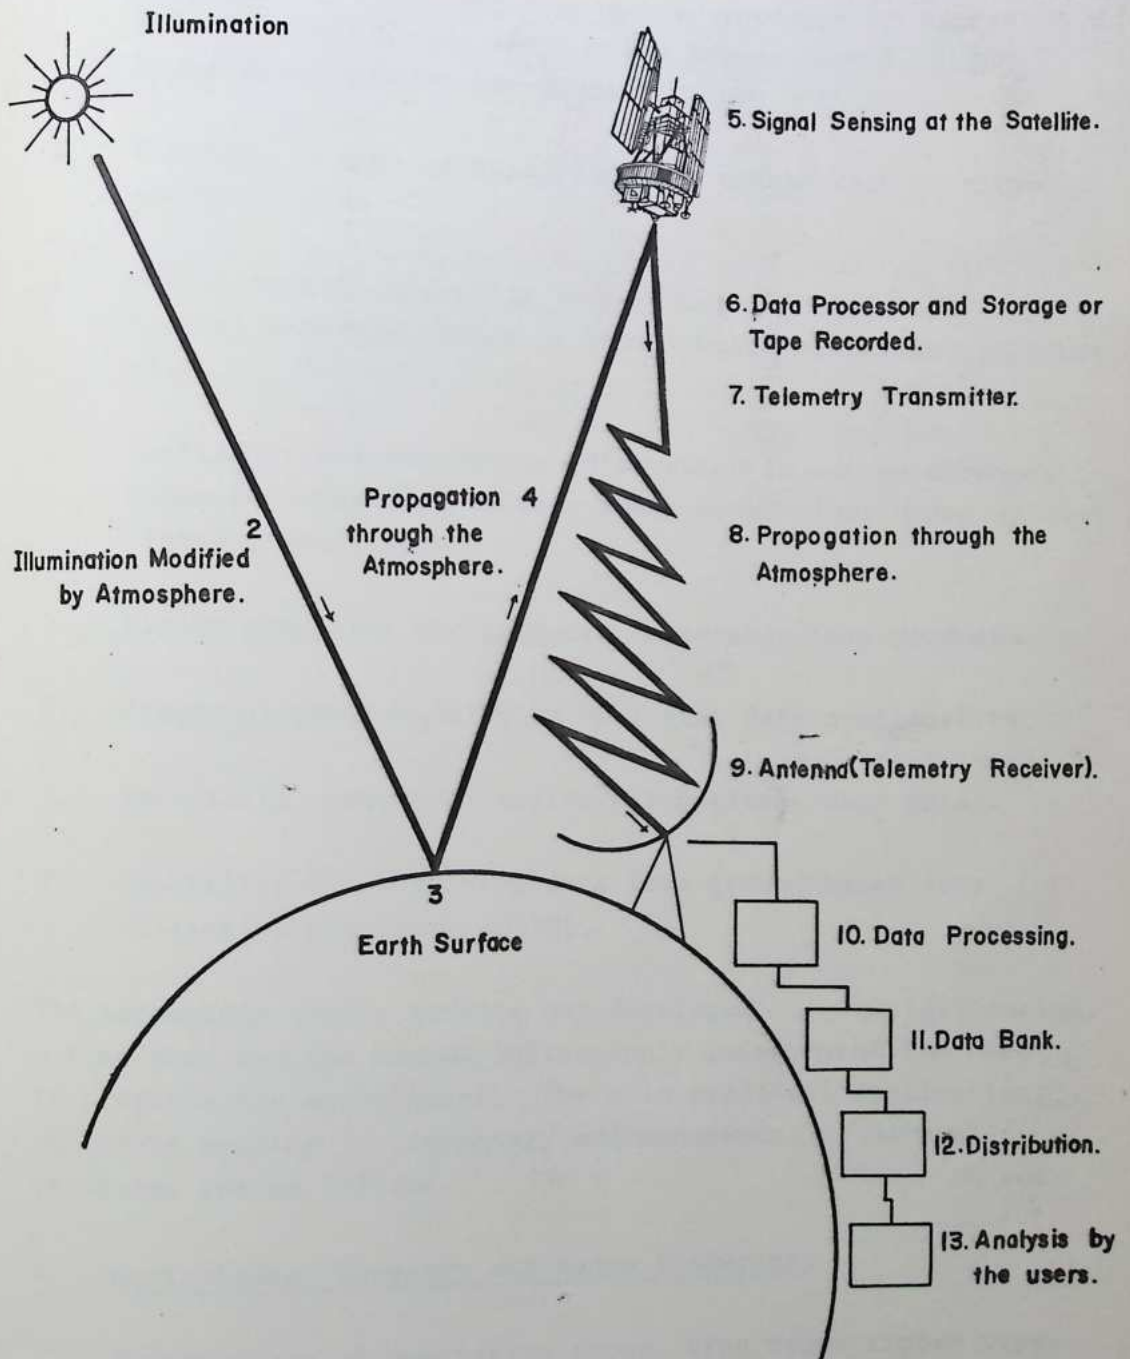 Illumination
5. Signal Sensing at the Satellite.
6. Data Processor and Storage or
Tape Recorded.
7. Telemetry Transmitter.
2
Illumination Modified
by Atmosphere.
Propagation 4
through the
Atmosphere.
8. Propogation through the
Atmosphere.
9. Antenna(Telemetry Receiver).
3
Earth Surface
10. Data Processing.
11. Data Bank.
12. Distribution.
13. Analysis by
the users.